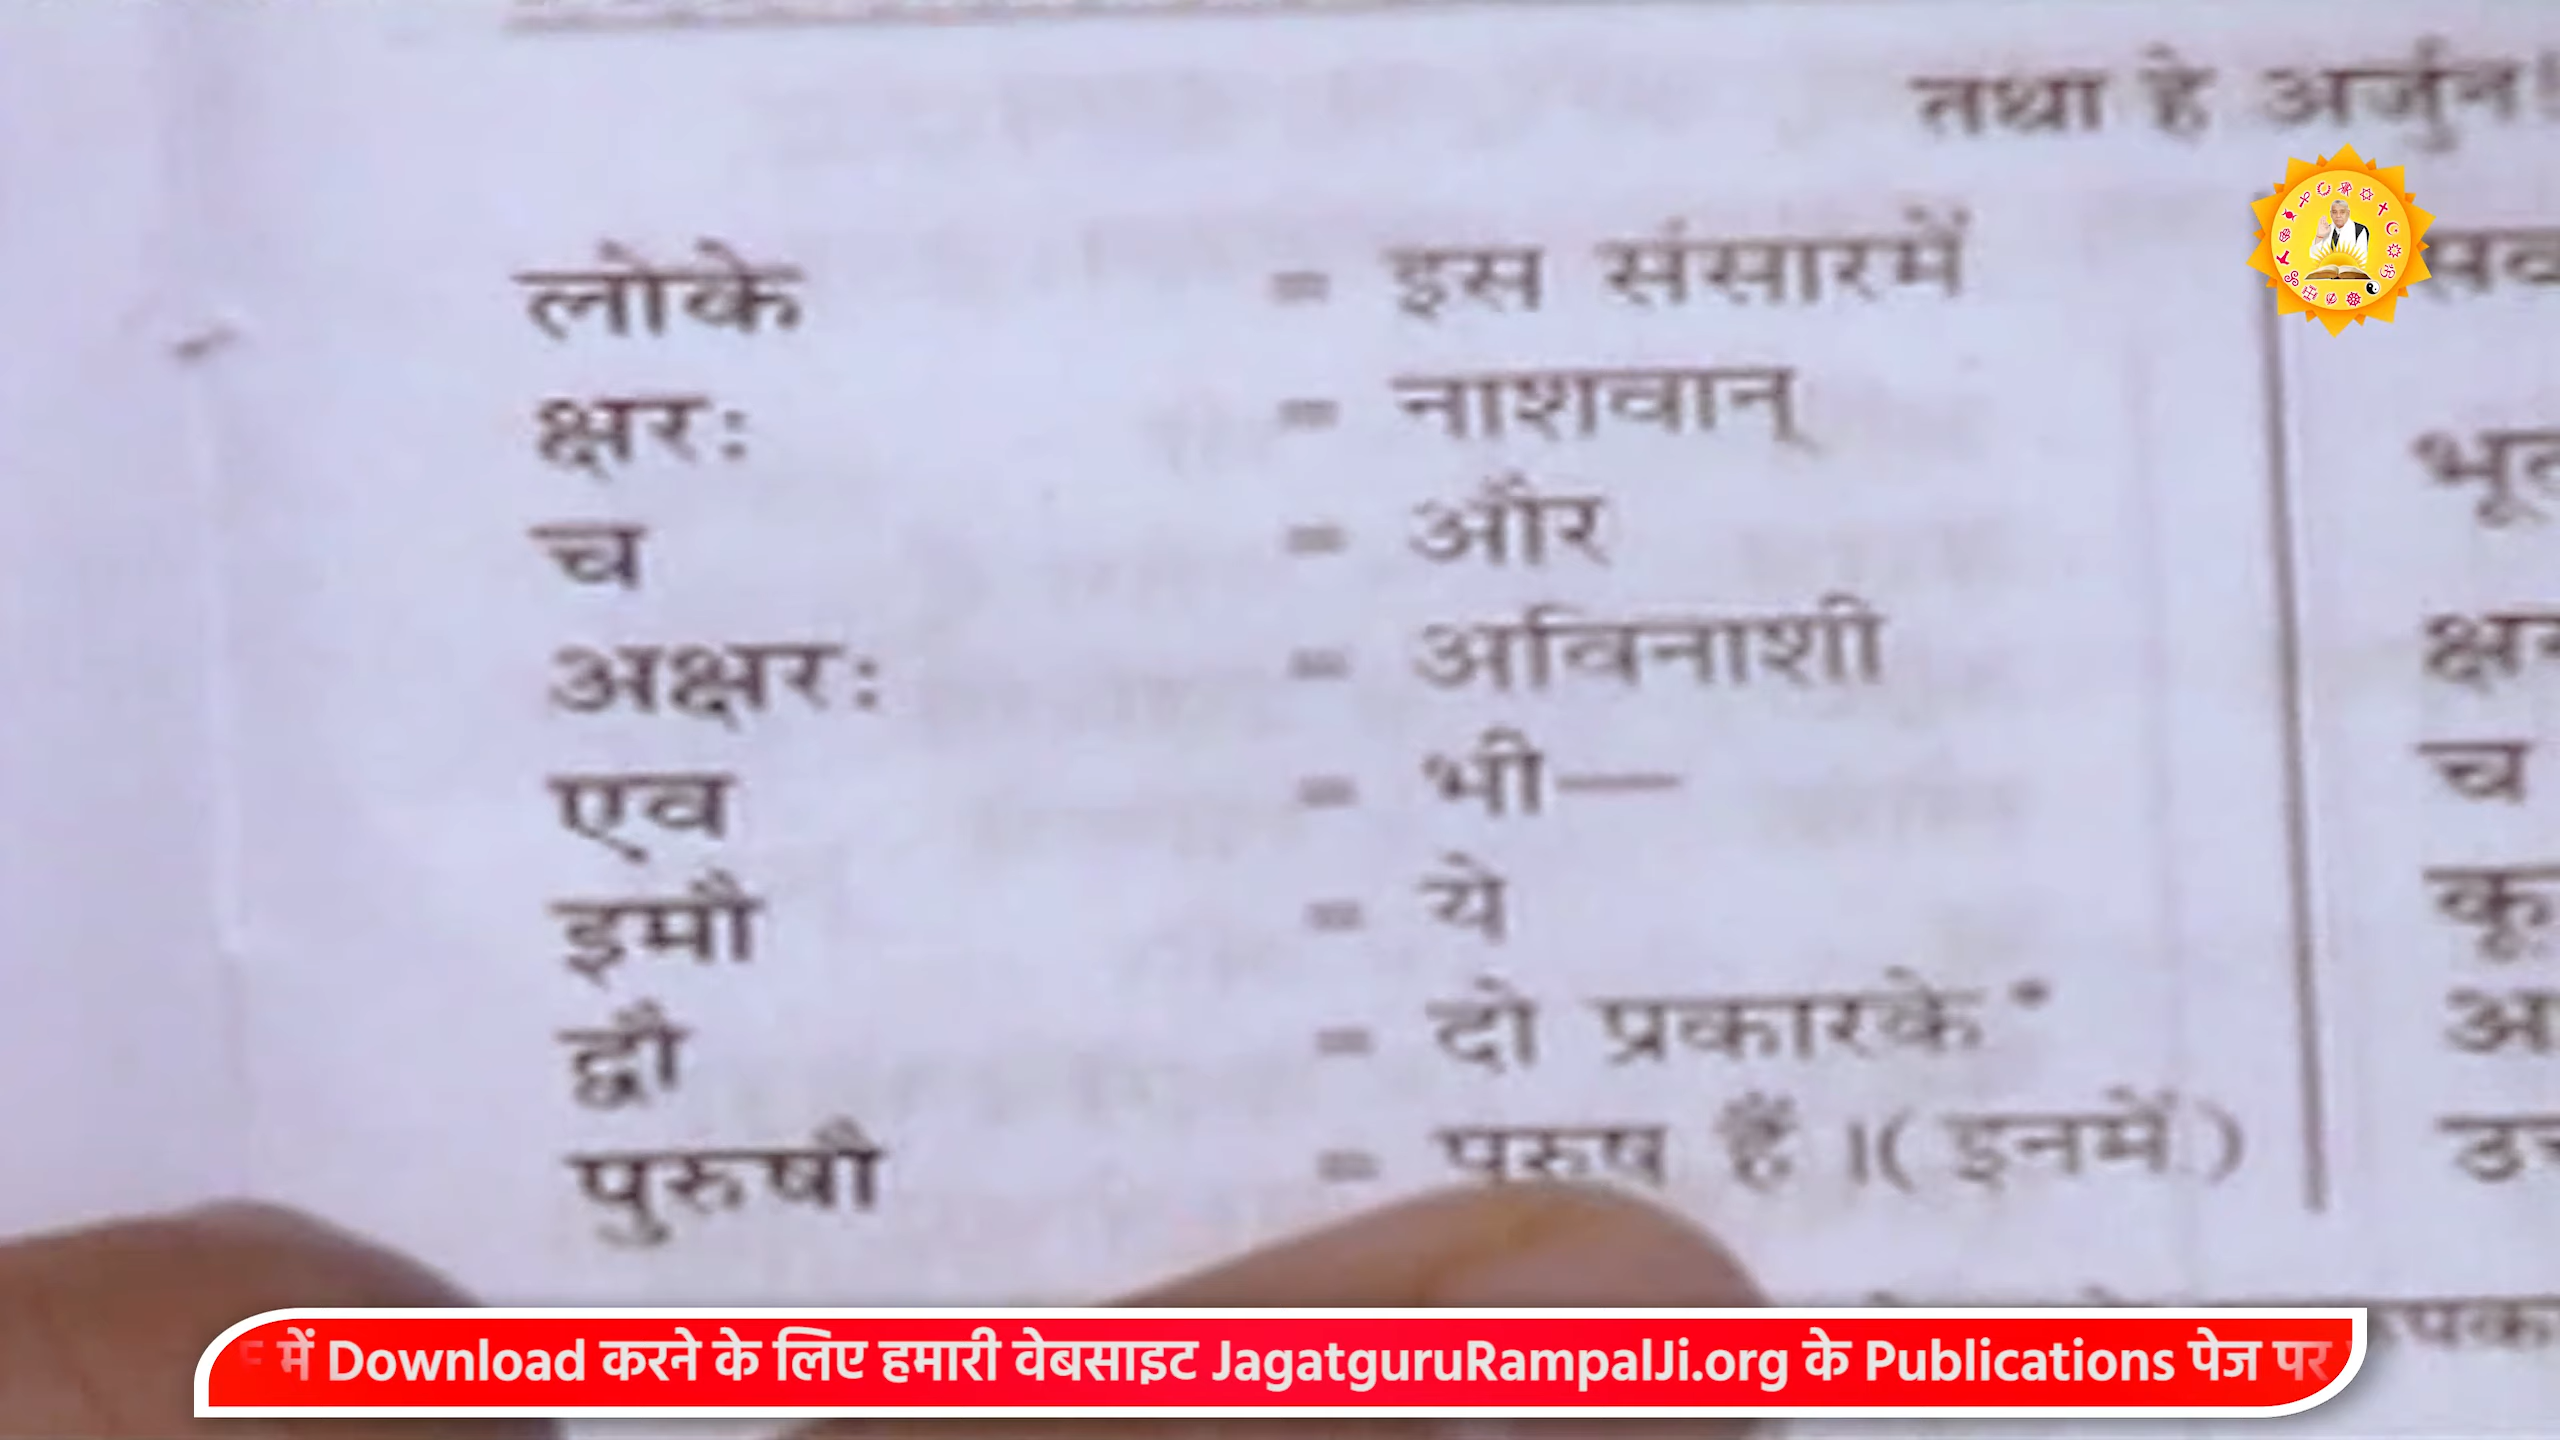 तथा हे अर्जुन!
लोके = इस संसारमें
क्षरः = नाशवान्
च = और
अक्षरः = अविनाशी
एव = भी—
इमौ = ये
द्वौ = दो प्रकारके*
पुरुषौ = पुरुष हैं ।( इनमें )
च
में Download करने के लिए हमारी वेबसाइट JagatguruRampalJi.org के Publications पेज पर